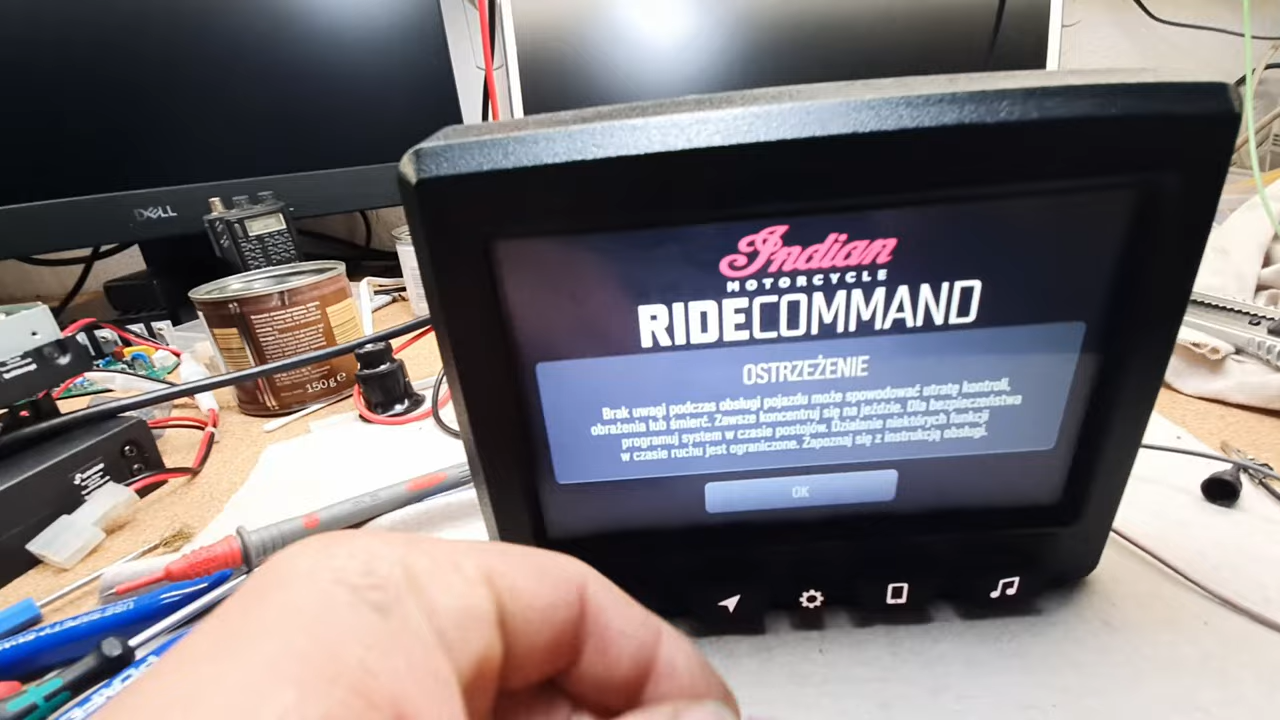 DELL
Indian
MOTORCYCLE
RIDECOMMAND
OSTRZEŻENIE
Brak uwagi podczas obsługi pojazdu może spowodować utratę kontroli,
obrażenia lub śmierć. Zawsze koncentruj się na jeździe. Dla bezpieczeństwa
programuj system w czasie postojów. Działanie niektórych funkcji
w czasie ruchu jest ograniczone. Zapoznaj się z instrukcją obsługi.
OK
150 g e